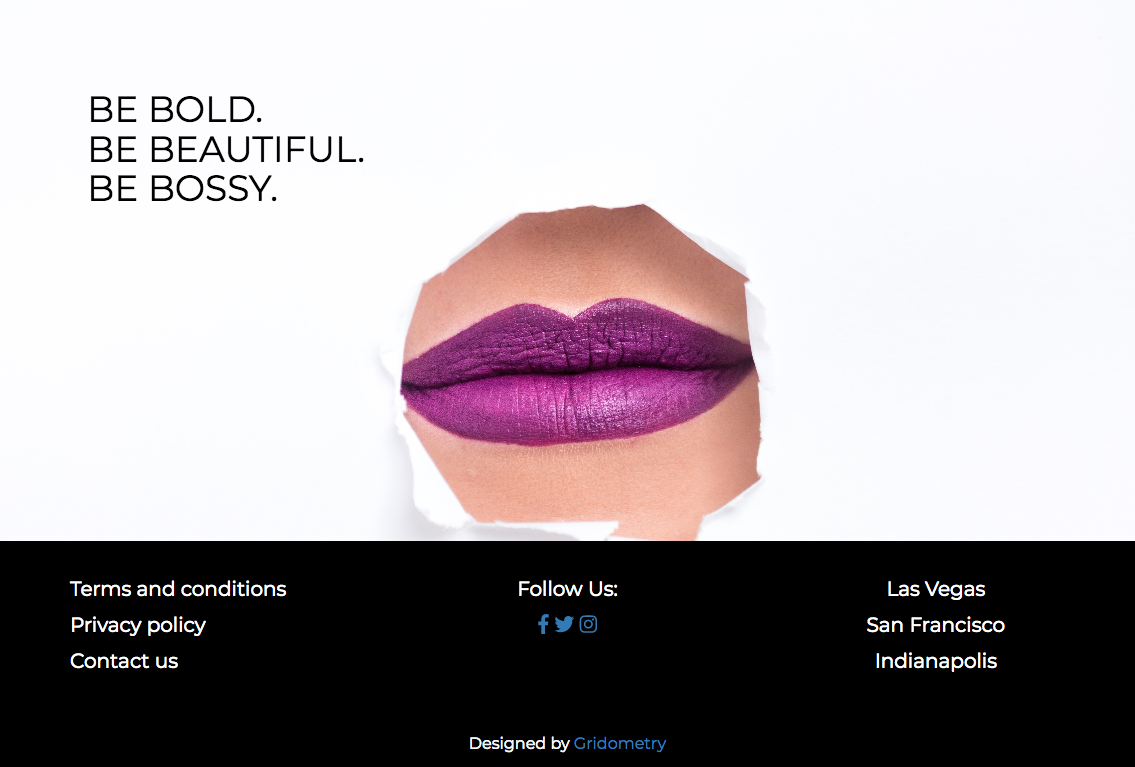 BE BOLD.
BE BEAUTIFUL.
BE BOSSY.
Terms and conditions
Privacy policy
Contact us
Follow Us:
Las Vegas
San Francisco
Indianapolis
Designed by Gridometry